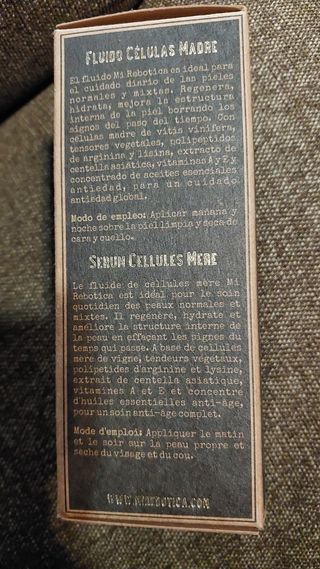 FLUIDO CÉLULAS MADRE
El fluido Mi Rebotica es ideal para
el cuidado diario de las pieles
normales y mixtas. Regenera,
hidrata, mejora la estructura
interna de la piel borrando los
signos del paso del tiempo. Con
células madre de vitis vinifera,
tensores vegetales, polipéptidos
de arginina y lisina, extracto de
centella asiática, vitaminas A y E y
concentrado de aceites esenciales
antiedad, para un cuidado
antiedad global.
Modo de empleo: Aplicar mañana y
noche sobre la piel limpia y seca de
cara y cuello.
SERUM CELLULES MÈRE
Le fluide de cellules mère Mi
Rebotica est idéal pour le soin
quotidien des peaux normales et
mixtes. Il regenère, hydrate et
améliore la structure interne de
la peau en effaçant les pignes du
temps qui passe. A base de cellules
mère de vigne, tendeurs végétaux,
polipetides d'arginine et lysine,
extrait de centella asiatique,
vitamines A et E et concentré
d'huiles essentielles anti-âge,
pour un soin anti-âge complet.
Mode d'emploi: Appliquer le matin
et le soir sur la peau propre et
sèche du visage et du cou.
WWW.MIREBOTICA.COM